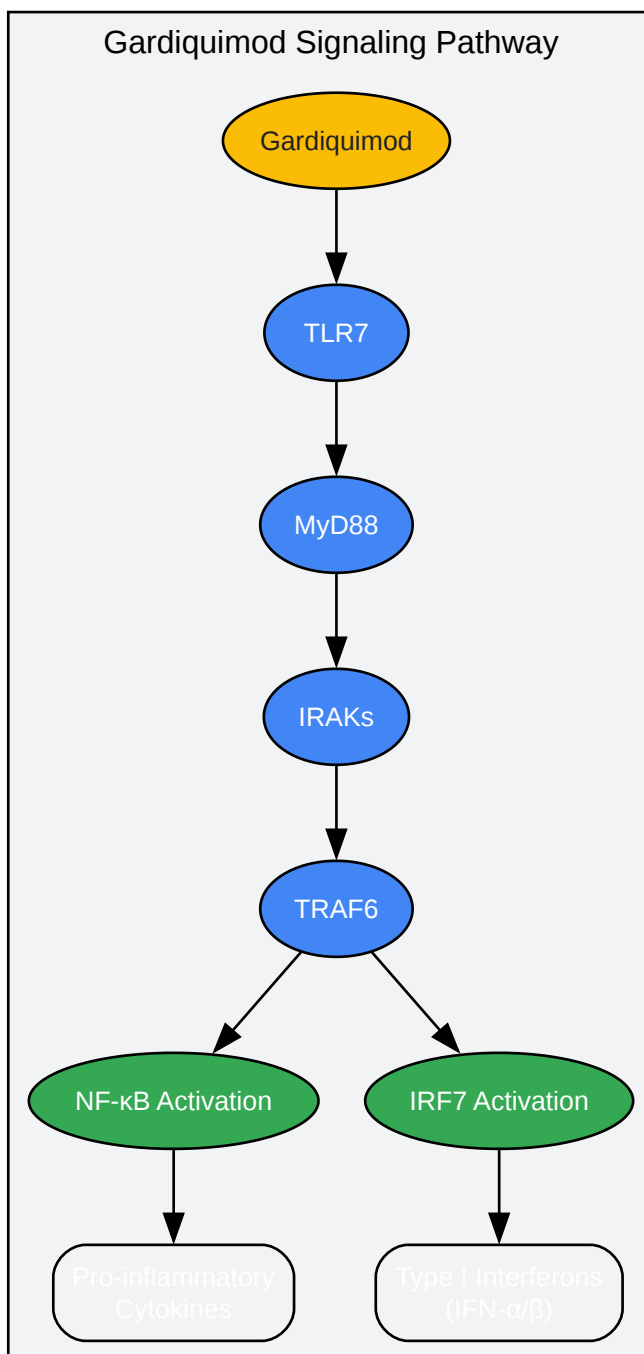 Gardiquimod Signaling Pathway
Gardiquimod
TLR7
MyD88
IRAKs
TRAF6
NF-κB Activation
IRF7 Activation
Pro-inflammatory
Cytokines
Type I Interferons
(IFN-α/β)